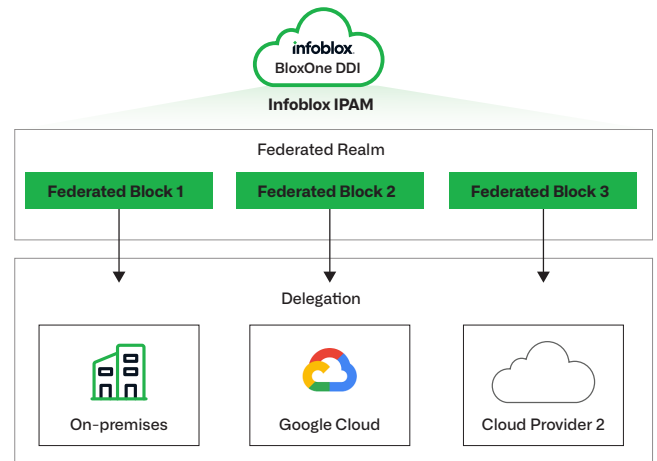 infoblox.
BloxOne DDI
Infoblox IPAM
Federated Realm
Federated Block 1
Federated Block 2
Federated Block 3
Delegation
On-premises
Google Cloud
Cloud Provider 2